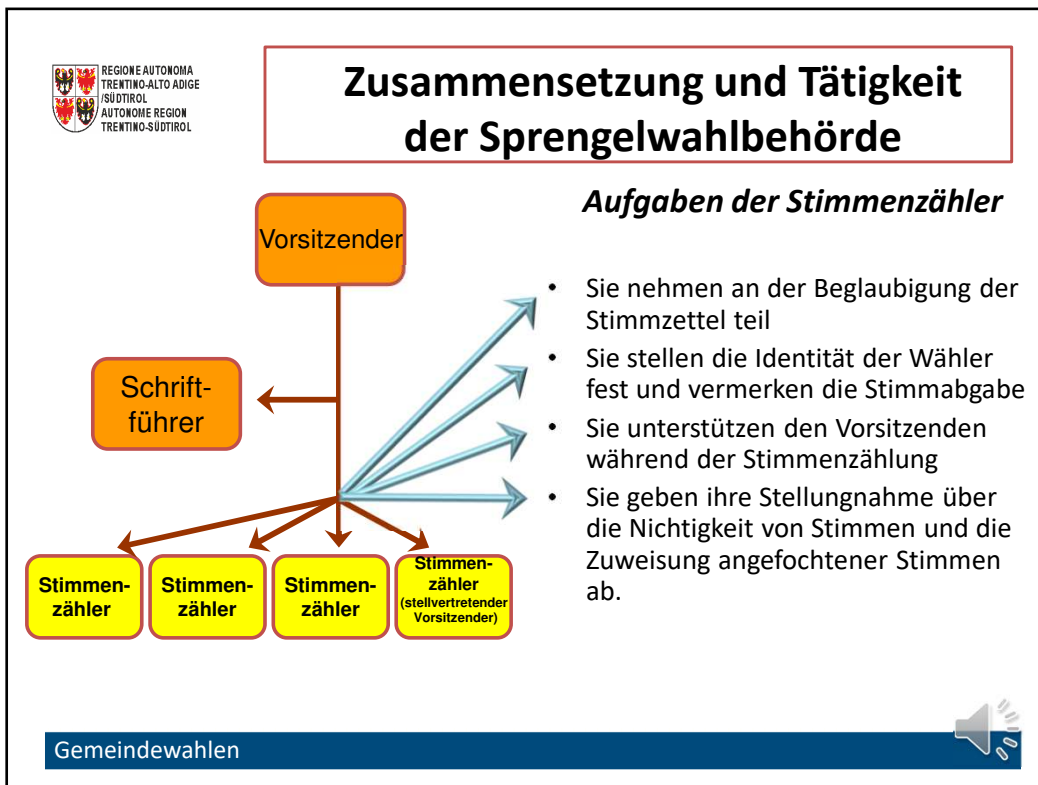 REGIONE AUTONOMA
TRENTINO-ALTO ADIGE
/SÜDTIROL
AUTONOME REGION
TRENTINO-SÜDTIROL
Zusammensetzung und Tätigkeit
der Sprengelwahlbehörde
Aufgaben der Stimmenzähler
Vorsitzender
Schrift-
führer
Stimmen-
zähler
Stimmen-
zähler
Stimmen-
zähler
Stimmen-
zähler
(stellvertretender
Vorsitzender)
• Sie nehmen an der Beglaubigung der
Stimmzettel teil
• Sie stellen die Identität der Wähler
fest und vermerken die Stimmabgabe
• Sie unterstützen den Vorsitzenden
während der Stimmenzählung
• Sie geben ihre Stellungnahme über
die Nichtigkeit von Stimmen und die
Zuweisung angefochtener Stimmen
ab.
Gemeindewahlen